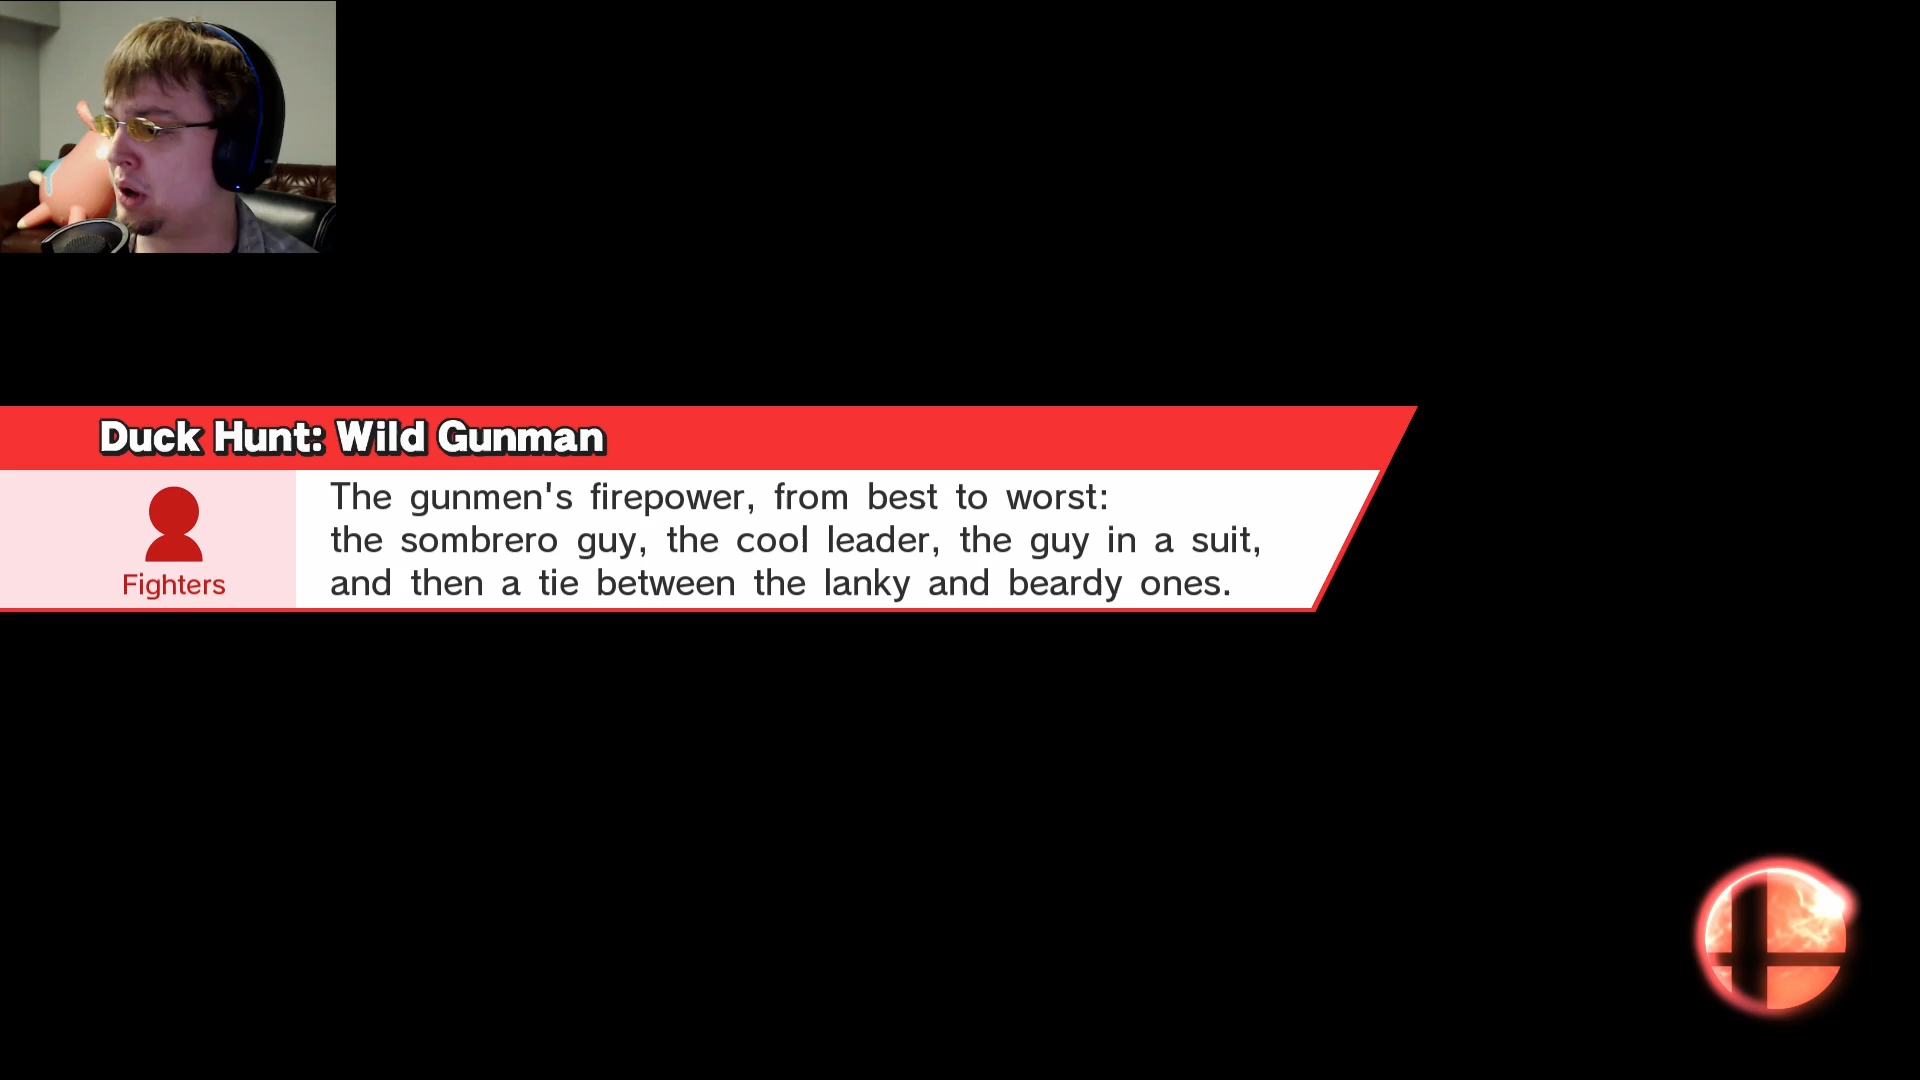 Duck Hunt: Wild Gunman
The gunmen's firepower, from best to worst:
the sombrero guy, the cool leader, the guy in a suit,
and then a tie between the lanky and beardy ones.
Fighters